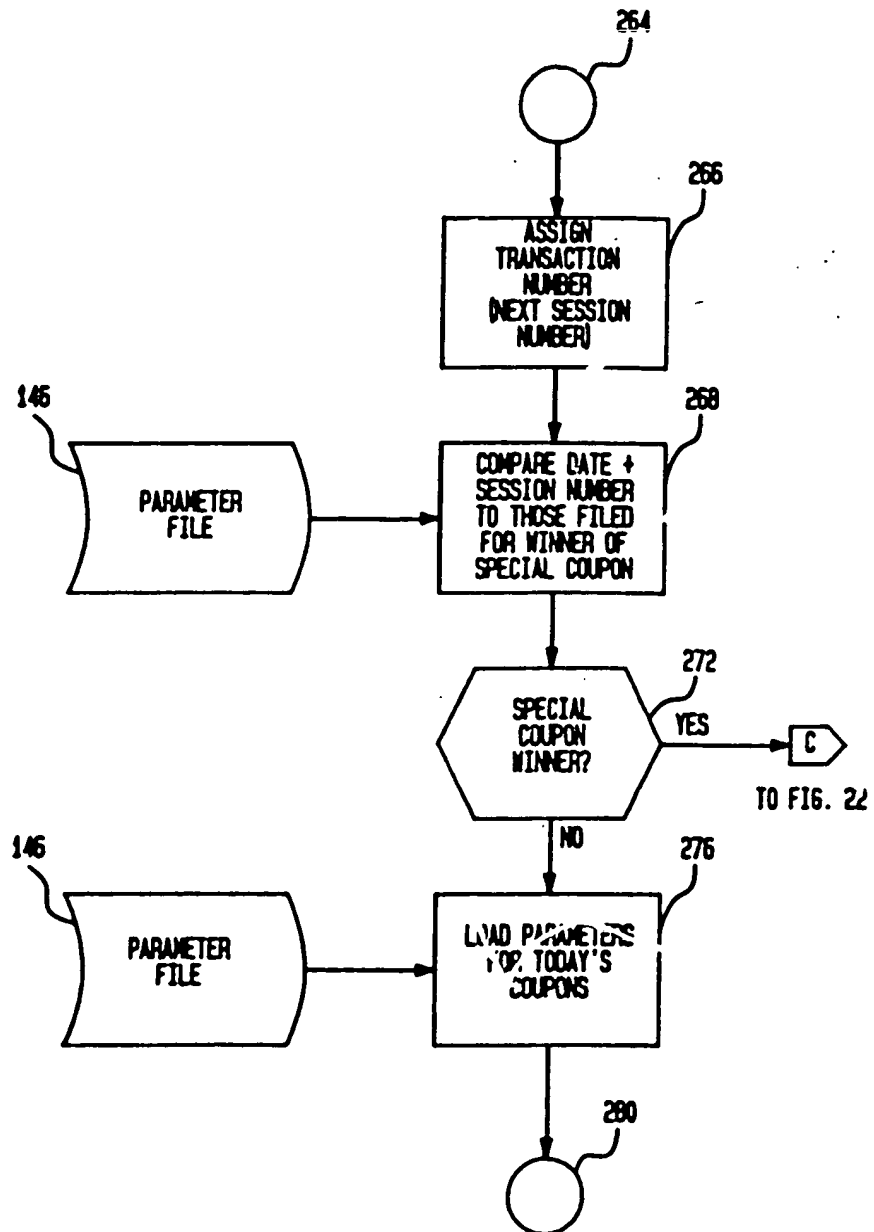 264
266
ASSIGN
TRANSACTION
NUMBER
(NEXT SESSION
NUMBER)
146
268
PARAMETER
FILE
COMPARE DATE +
SESSION NUMBER
TO THOSE FILED
FOR WINNER OF
SPECIAL COUPON
272
SPECIAL
COUPON
WINNER?
YES
C
TO FIG. 22
NO
146
276
PARAMETER
FILE
LOAD PARAMETERS
FOR TODAY'S
COUPONS
280